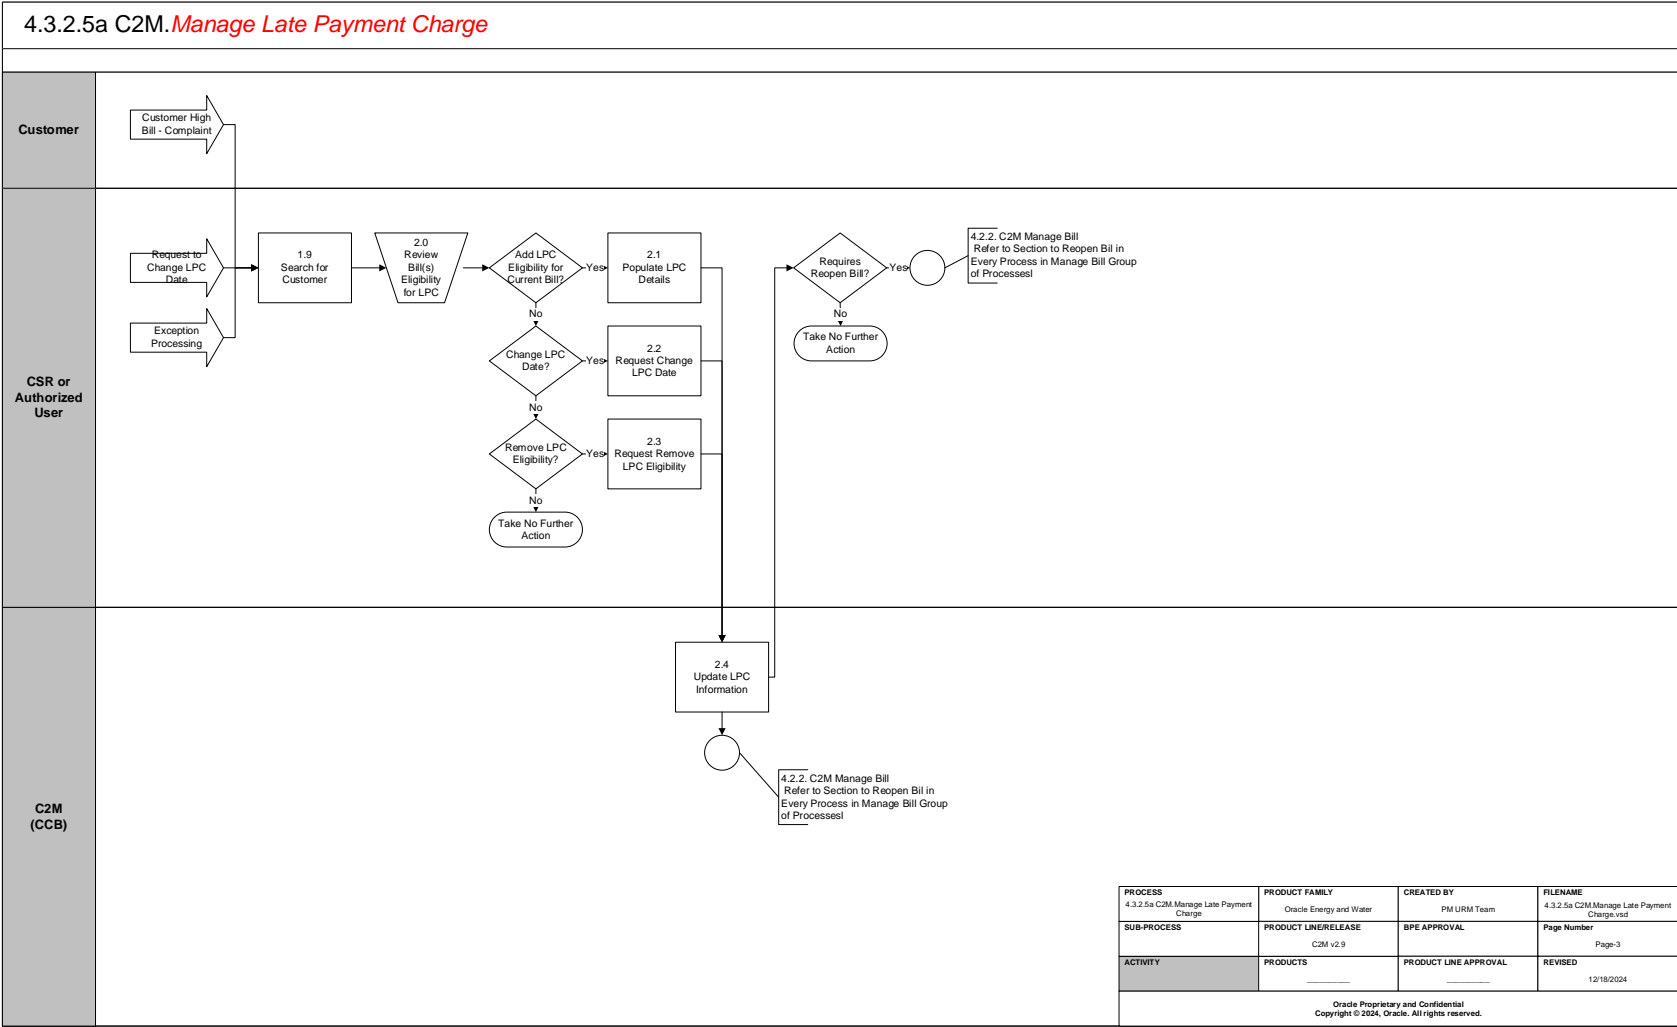 4.3.2.5a C2M.Manage Late Payment Charge
Customer
Customer High
Bill - Complaint
CSR or
Authorized
User
Request to
Change LPC
Date
Exception
Processing
1.9
Search for
Customer
2.0
Review
Bill(s)
Eligibility
for LPC
Add LPC
Eligibility for
Current Bill?
Yes
2.1
Populate LPC
Details
No
Change LPC
Date?
Yes
2.2
Request Change
LPC Date
No
Remove LPC
Eligibility?
Yes
2.3
Request Remove
LPC Eligibility
No
Take No Further
Action
Requires
Reopen Bill?
Yes
4.2.2. C2M Manage Bill
Refer to Section to Reopen Bil in
Every Process in Manage Bill Group
of Processesl
No
Take No Further
Action
C2M
(CCB)
2.4
Update LPC
Information
4.2.2. C2M Manage Bill
Refer to Section to Reopen Bil in
Every Process in Manage Bill Group
of Processesl
PROCESS
4.3.2.5a C2M.Manage Late Payment
Charge
PRODUCT FAMILY
Oracle Energy and Water
CREATED BY
PM URM Team
FILENAME
4.3.2.5a C2M.Manage Late Payment
Charge.vsd
SUB-PROCESS
PRODUCT LINE/RELEASE
C2M v2.9
BPE APPROVAL
Page Number
Page-3
ACTIVITY
PRODUCTS
PRODUCT LINE APPROVAL
REVISED
12/18/2024
Oracle Proprietary and Confidential
Copyright © 2024, Oracle. All rights reserved.